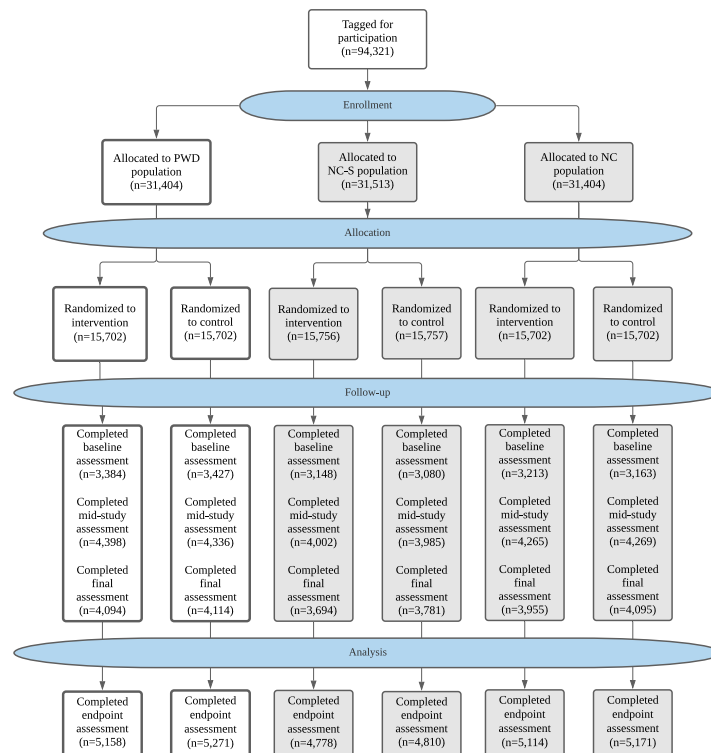 Tagged for
participation
(n=94,321)
Enrollment
Allocated to PWD
population
(n=31,404)
Allocated to
NC-S population
(n=31,513)
Allocated to NC
population
(n=31,404)
Allocation
Randomized to
intervention
(n=15,702)
Randomized
to control
(n=15,702)
Randomized to
intervention
(n=15,756)
Randomized
to control
(n=15,757)
Randomized to
intervention
(n=15,702)
Randomized
to control
(n=15,702)
Follow-up
Completed
baseline
assessment
(n=3,384)
Completed
mid-study
assessment
(n=4,398)
Completed
final
assessment
(n=4,094)
Completed
baseline
assessment
(n=3,427)
Completed
mid-study
assessment
(n=4,336)
Completed
final
assessment
(n=4,114)
Completed
baseline
assessment
(n=3,148)
Completed
mid-study
assessment
(n=4,002)
Completed
final
assessment
(n=3,694)
Completed
baseline
assessment
(n=3,080)
Completed
mid-study
assessment
(n=3,985)
Completed
final
assessment
(n=3,781)
Completed
baseline
assessment
(n=3,213)
Completed
mid-study
assessment
(n=4,265)
Completed
final
assessment
(n=3,955)
Completed
baseline
assessment
(n=3,163)
Completed
mid-study
assessment
(n=4,269)
Completed
final
assessment
(n=4,095)
Analysis
Completed
endpoint
assessment
(n=5,158)
Completed
endpoint
assessment
(n=5,271)
Completed
endpoint
assessment
(n=4,778)
Completed
endpoint
assessment
(n=4,810)
Completed
endpoint
assessment
(n=5,114)
Completed
endpoint
assessment
(n=5,171)